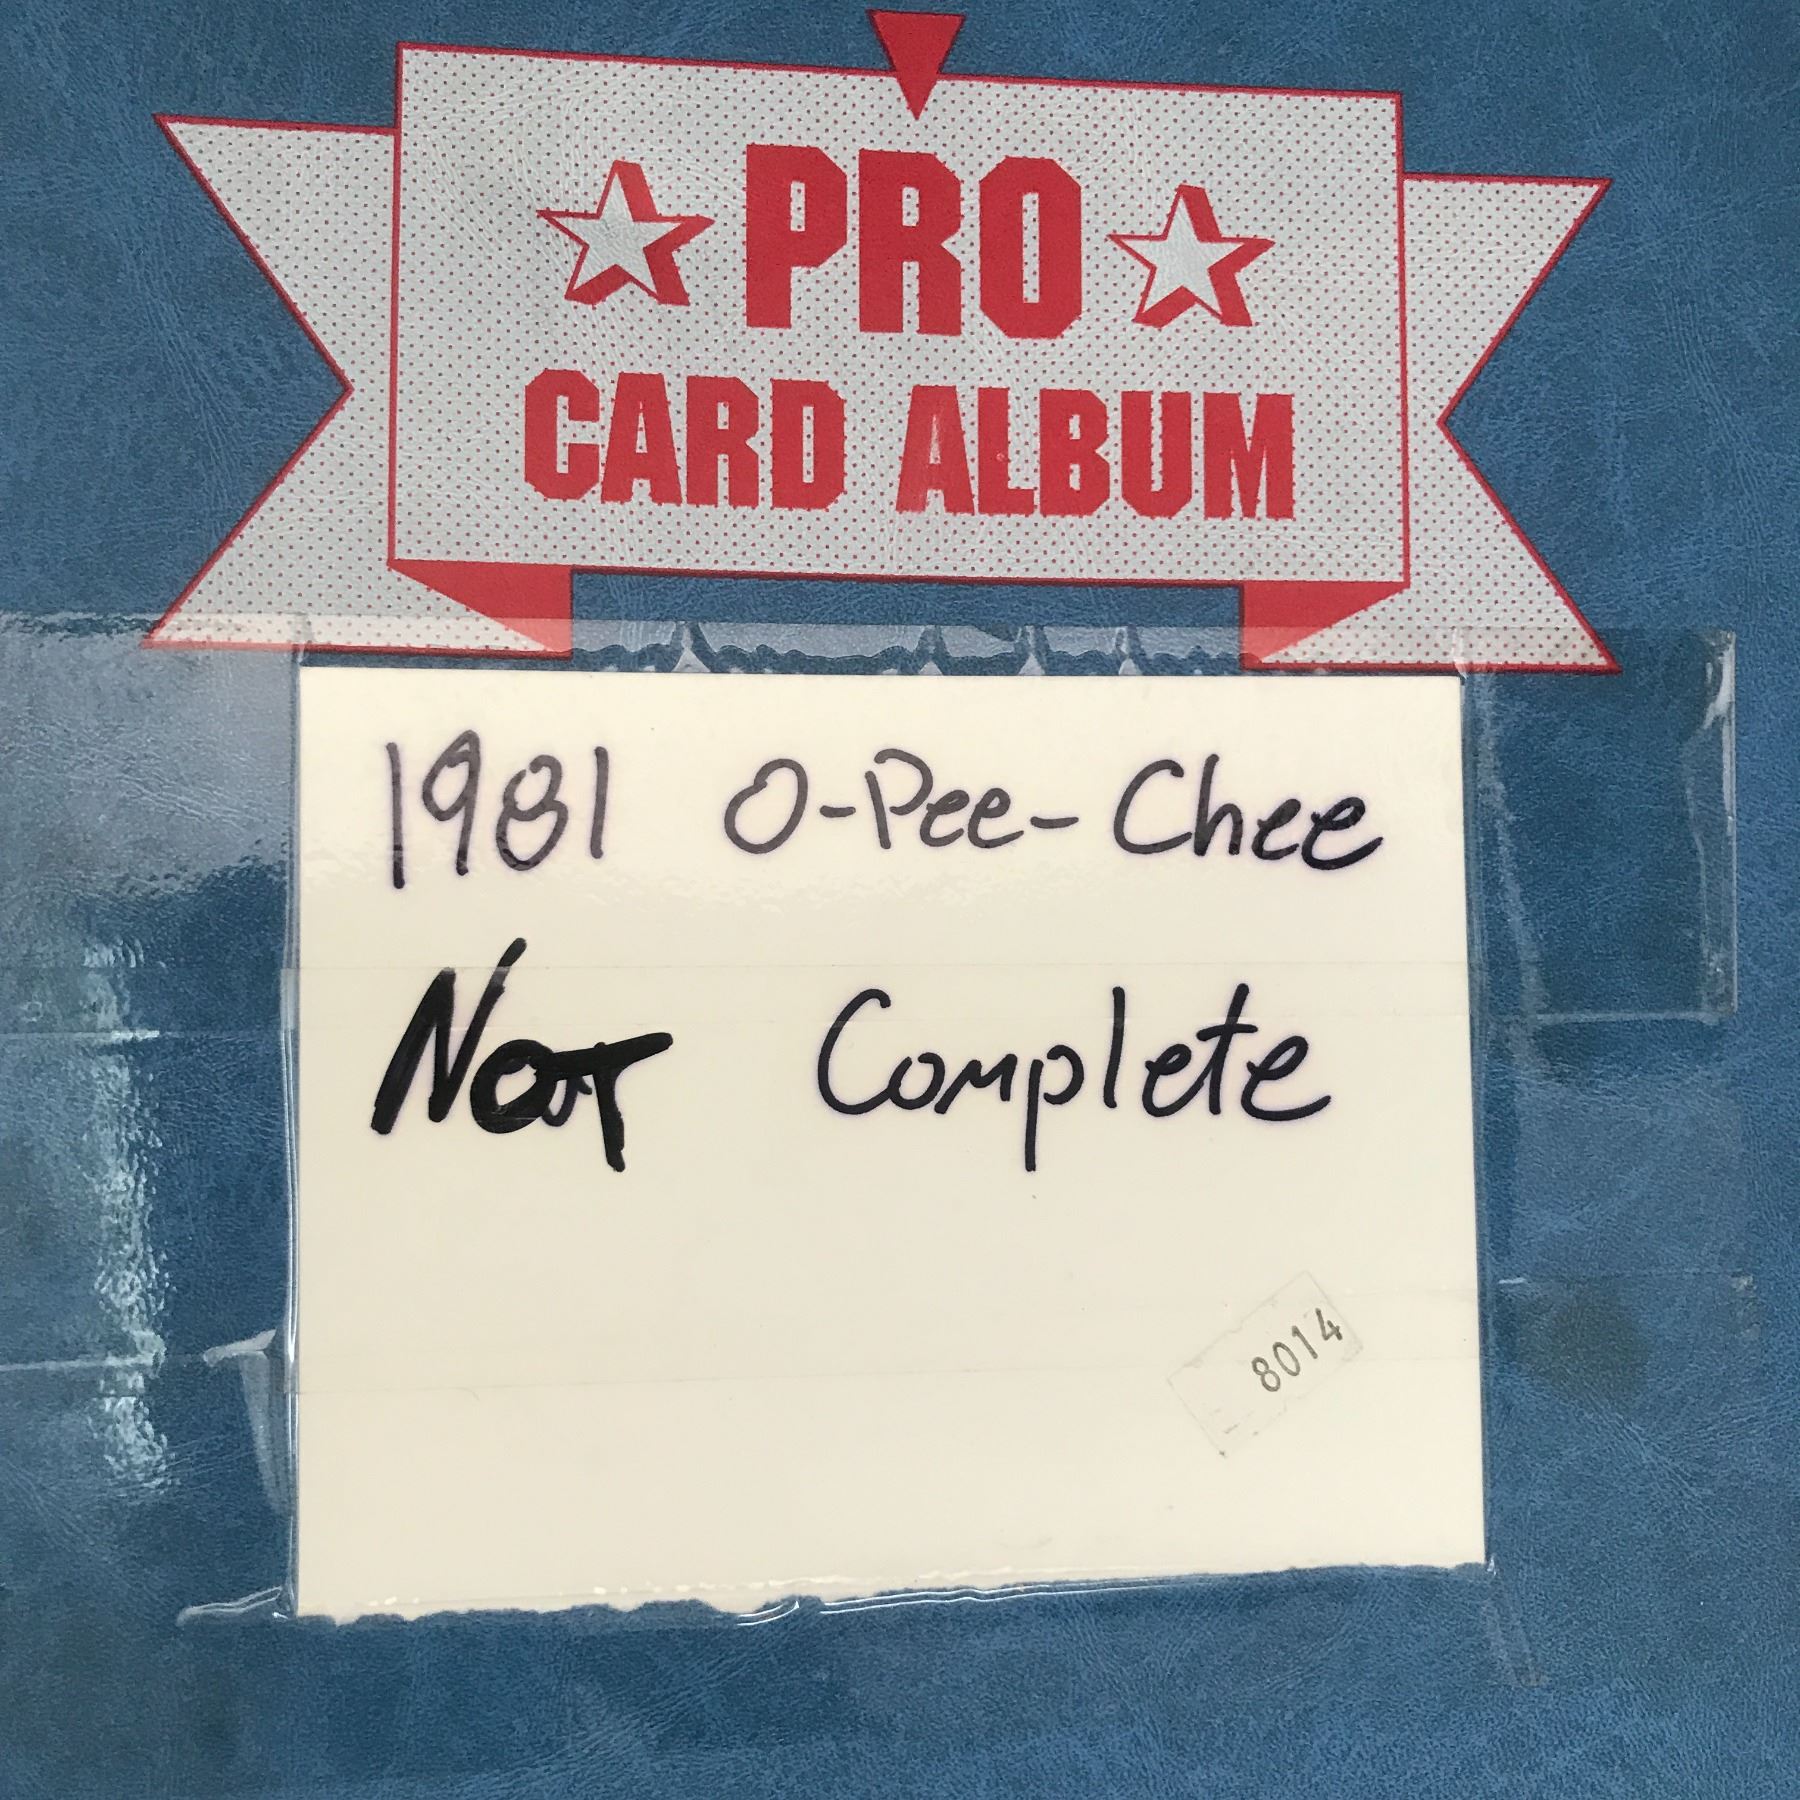 PRO
CARD ALBUM
1981 O-Pee-Chee
Not Complete
8014